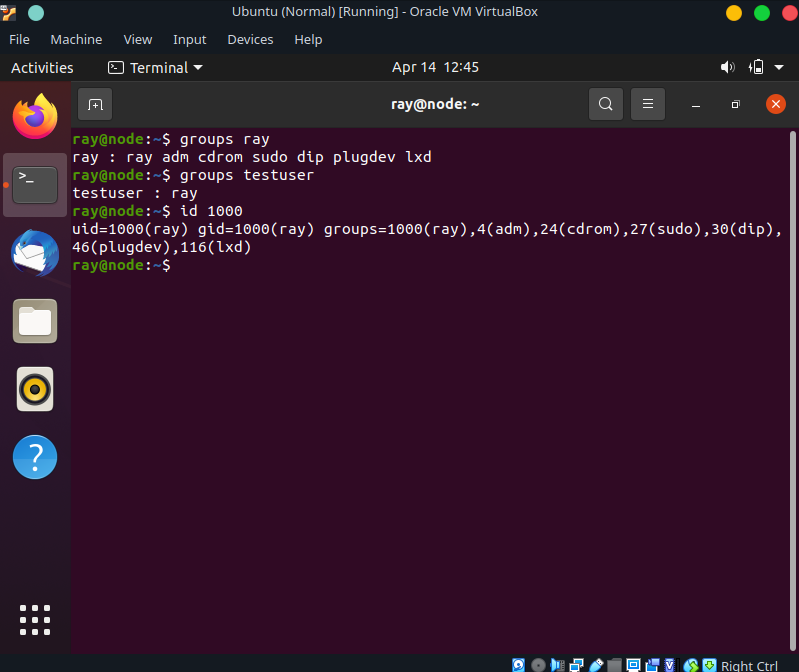 Ubuntu (Normal) [Running] - Oracle VM VirtualBox
File Machine View Input Devices Help
Activities Terminal Apr 14 12:45
ray@node: ~
ray@node:~$ groups ray
ray : ray adm cdrom sudo dip plugdev lxd
ray@node:~$ groups testuser
testuser : ray
ray@node:~$ id 1000
uid=1000(ray) gid=1000(ray) groups=1000(ray),4(adm),24(cdrom),27(sudo),30(dip),
46(plugdev),116(lxd)
ray@node:~$
Right Ctrl